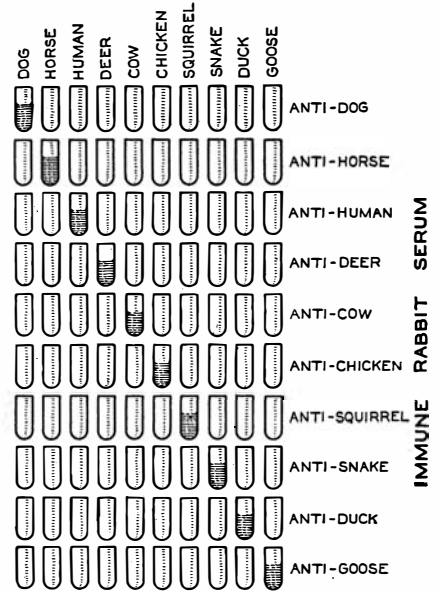 DOG
HORSE
HUMAN
DEER
COW
CHICKEN
SQUIRREL
SNAKE
DUCK
GOOSE
ANTI-DOG
ANTI-HORSE
ANTI-HUMAN
ANTI-DEER
ANTI-COW
ANTI-CHICKEN
ANTI-SQUIRREL
ANTI-SNAKE
ANTI-DUCK
ANTI-GOOSE
IMMUNE RABBIT SERUM